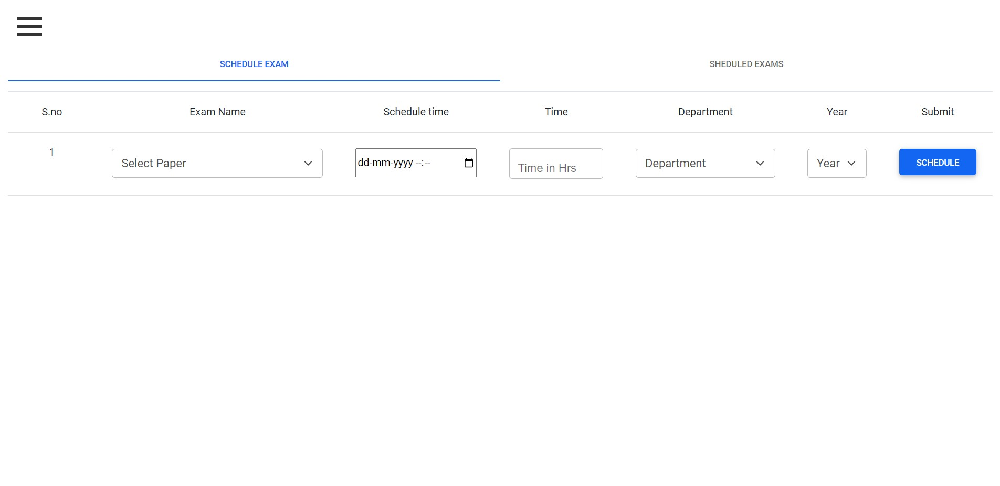 SCHEDULE EXAM SHEDULED EXAMS
S.no Exam Name Schedule time Time Department Year Submit
1 Select Paper dd-mm-yyyy --:-- Time in Hrs Department Year SCHEDULE